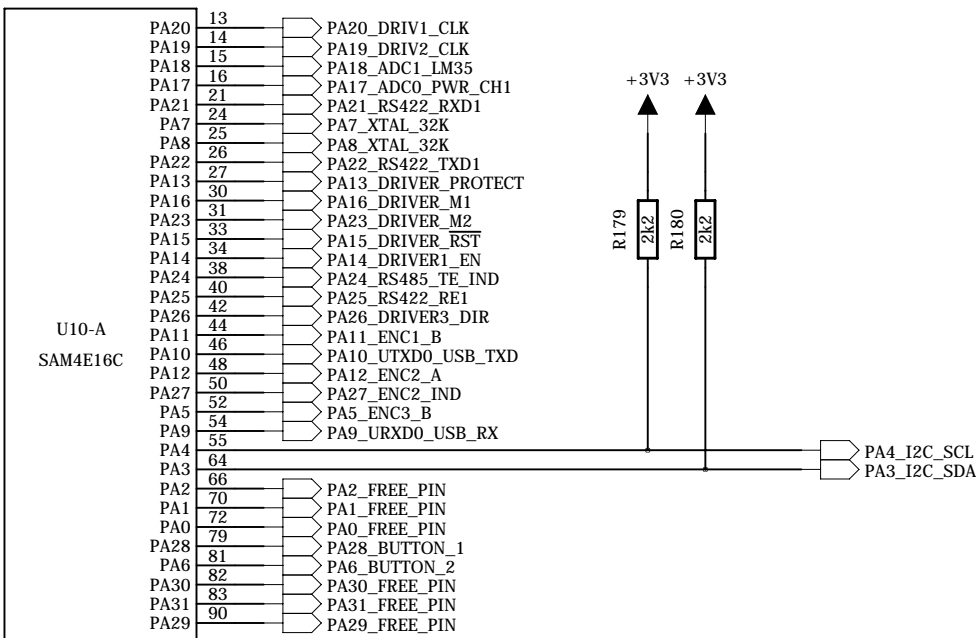 PA20 13 PA20_DRIV1_CLK
PA19 14 PA19_DRIV2_CLK
PA18 15 PA18_ADC1_LM35
PA17 16 PA17_ADC0_PWR_CH1
PA21 21 PA21_RS422_RXD1
PA7 24 PA7_XTAL_32K
PA8 25 PA8_XTAL_32K
PA22 26 PA22_RS422_TXD1
PA13 27 PA13_DRIVER_PROTECT
PA16 30 PA16_DRIVER_M1
PA23 31 PA23_DRIVER_M2
PA15 33 PA15_DRIVER_RST
PA14 34 PA14_DRIVER1_EN
PA24 38 PA24_RS485_TE_IND
PA25 40 PA25_RS422_RE1
PA26 42 PA26_DRIVER3_DIR
PA11 44 PA11_ENC1_B
PA10 46 PA10_UTXD0_USB_TXD
PA12 48 PA12_ENC2_A
PA27 50 PA27_ENC2_IND
PA5 52 PA5_ENC3_B
PA9 54 PA9_URXD0_USB_RX
PA4 55 PA4_I2C_SCL
PA3 64 PA3_I2C_SDA
PA2 66 PA2_FREE_PIN
PA1 70 PA1_FREE_PIN
PA0 72 PA0_FREE_PIN
PA28 79 PA28_BUTTON_1
PA6 81 PA6_BUTTON_2
PA30 82 PA30_FREE_PIN
PA31 83 PA31_FREE_PIN
PA29 90 PA29_FREE_PIN
U10-A
SAM4E16C
+3V3 +3V3
R179 2k2 R180 2k2